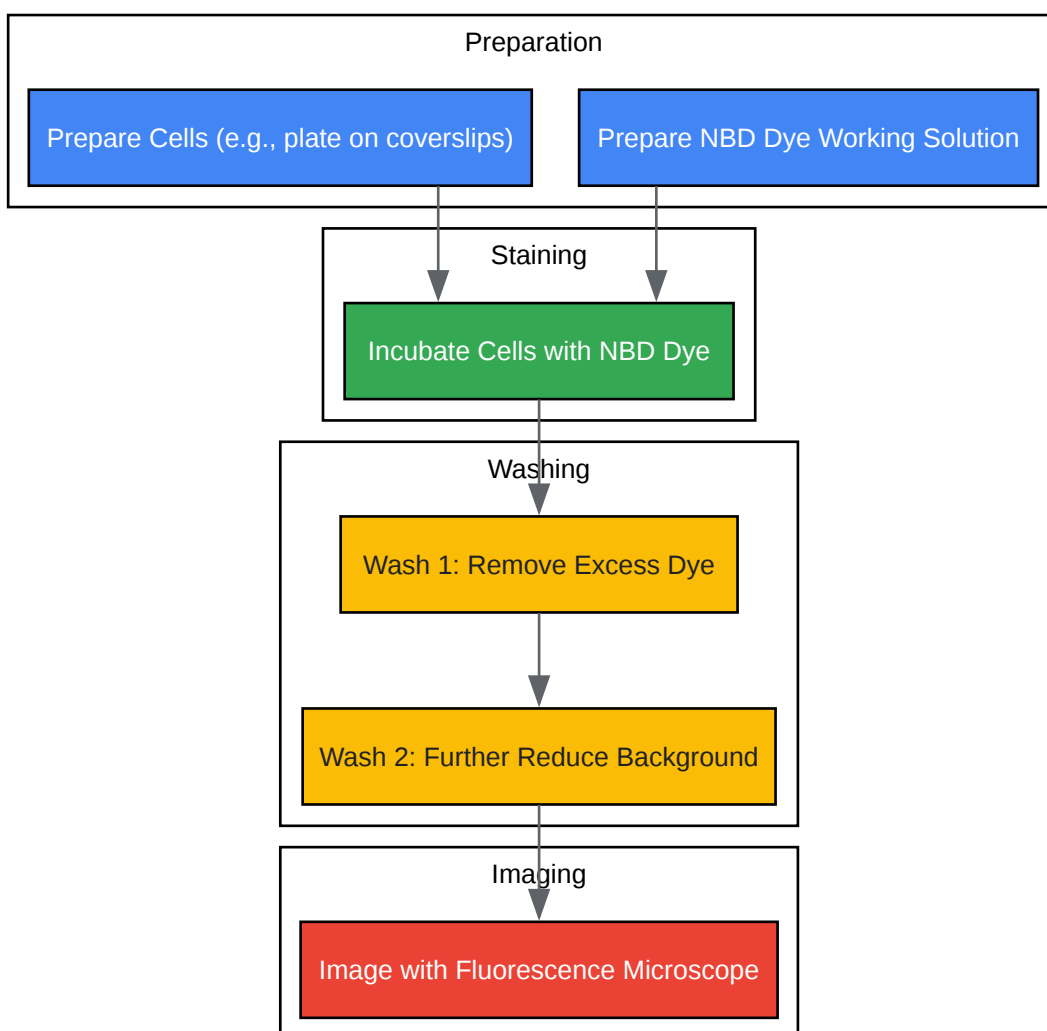 Preparation
Prepare Cells (e.g., plate on coverslips)
Prepare NBD Dye Working Solution
Staining
Incubate Cells with NBD Dye
Washing
Wash 1: Remove Excess Dye
Wash 2: Further Reduce Background
Imaging
Image with Fluorescence Microscope